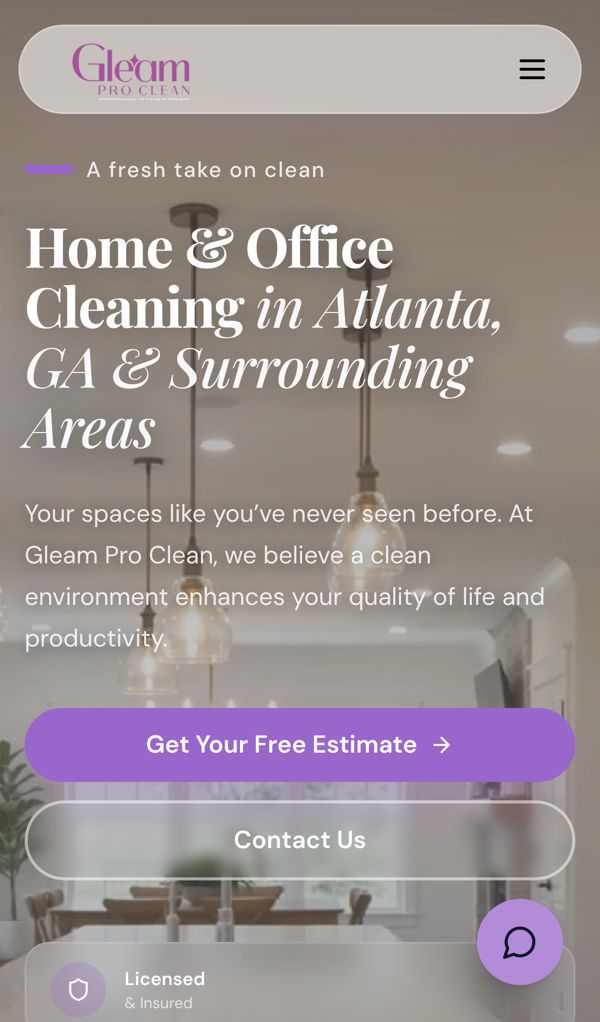 Gleam
PRO CLEAN
A fresh take on clean
Home & Office
Cleaning in Atlanta,
GA & Surrounding
Areas
Your spaces like you’ve never seen before. At
Gleam Pro Clean, we believe a clean
environment enhances your quality of life and
productivity.
Get Your Free Estimate →
Contact Us
Licensed
& Insured